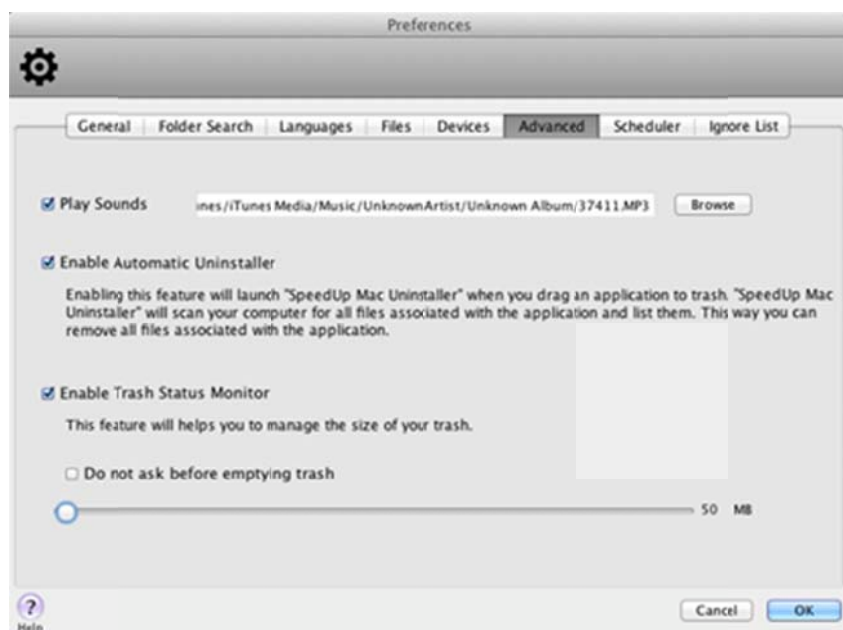 Preferences
General Folder Search Languages Files Devices Advanced Scheduler Ignore List
Play Sounds ines/iTunes Media/Music/UnknownArtist/Unknown Album/37411.MP3 Browse
Enable Automatic Uninstaller
Enabling this feature will launch "SpeedUp Mac Uninstaller" when you drag an application to trash. "SpeedUp Mac
Uninstaller" will scan your computer for all files associated with the application and list them. This way you can
remove all files associated with the application.
Enable Trash Status Monitor
This feature will helps you to manage the size of your trash.
Do not ask before emptying trash
50 MB
? Cancel OK
Help